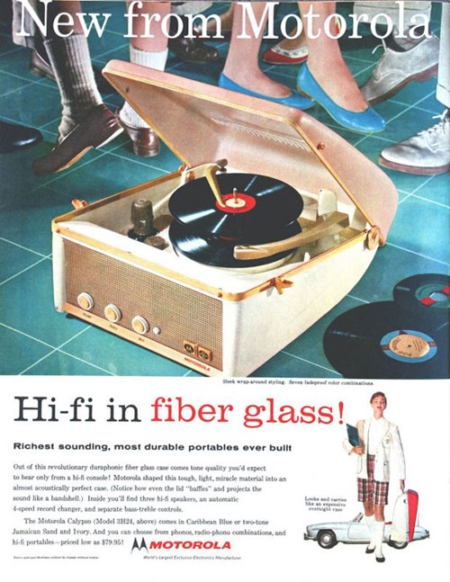 New from Motorola
MOTOROLA
Sleek wrap-around styling. Seven fadeproof color combinations.
Hi-fi in fiber glass!
Richest sounding, most durable portables ever built
Out of this revolutionary duraphonic fiber glass case comes tone quality you'd expect
to hear only from a hi-fi console! Motorola shaped this tough, light, miracle material into an
almost acoustically perfect case. (Notice how even the lid "baffles" and projects the
sound like a bandshell.) Inside you'll find three hi-fi speakers, an automatic
4-speed record changer, and separate bass-treble controls.
The Motorola Calypso (Model 3H24, above) comes in Caribbean Blue or two-tone
Jamaican Sand and Ivory. And you can choose from phonos, radio-phono combinations, and
hi-fi portables—priced low as $79.95!
MOTOROLA
World's Largest Exclusive Electronics Manufacturer
Looks and carries
like an expensive
overnight case